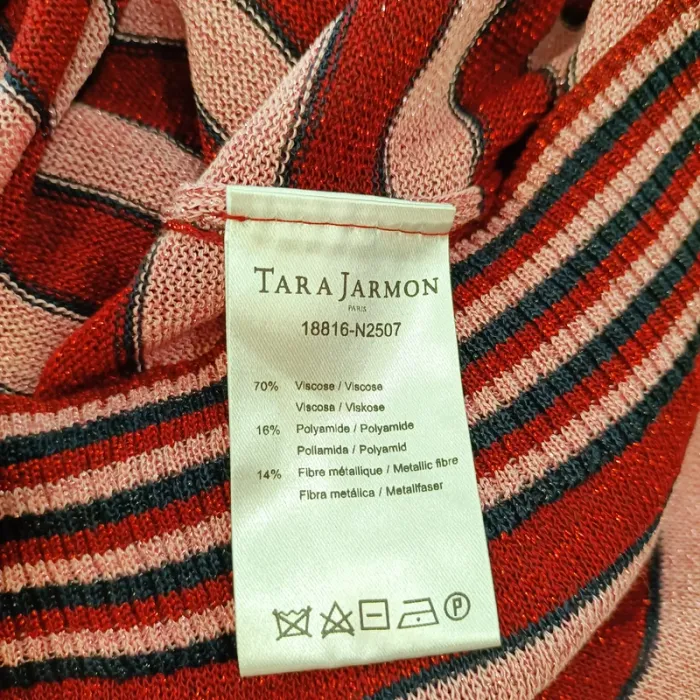 TARA JARMON
PARIS
18816-N2507
70% Viscose / Viscose
Viscosa / Viskose
16% Polyamide / Polyamide
Poliamida / Polyamid
14% Fibre métallique / Metallic fibre
Fibra metálica / Metallfaser
P